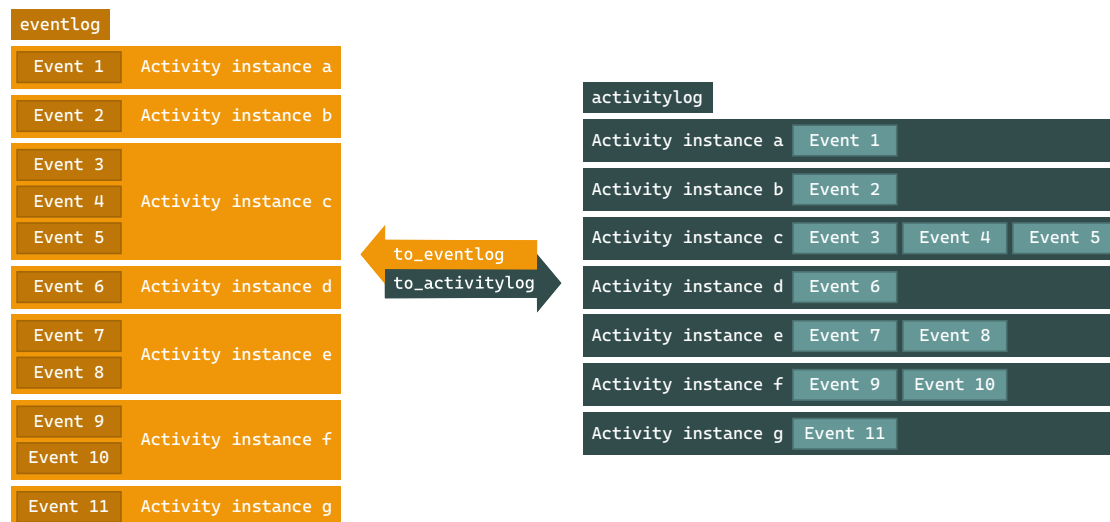 eventlog
Event 1 Activity instance a
Event 2 Activity instance b
Event 3
Event 4 Activity instance c
Event 5
Event 6 Activity instance d
Event 7
Activity instance e
Event 8
Event 9
Activity instance f
Event 10
Event 11 Activity instance g
to_eventlog
to_activitylog
activitylog
Activity instance a Event 1
Activity instance b Event 2
Activity instance c Event 3 Event 4 Event 5
Activity instance d Event 6
Activity instance e Event 7 Event 8
Activity instance f Event 9 Event 10
Activity instance g Event 11